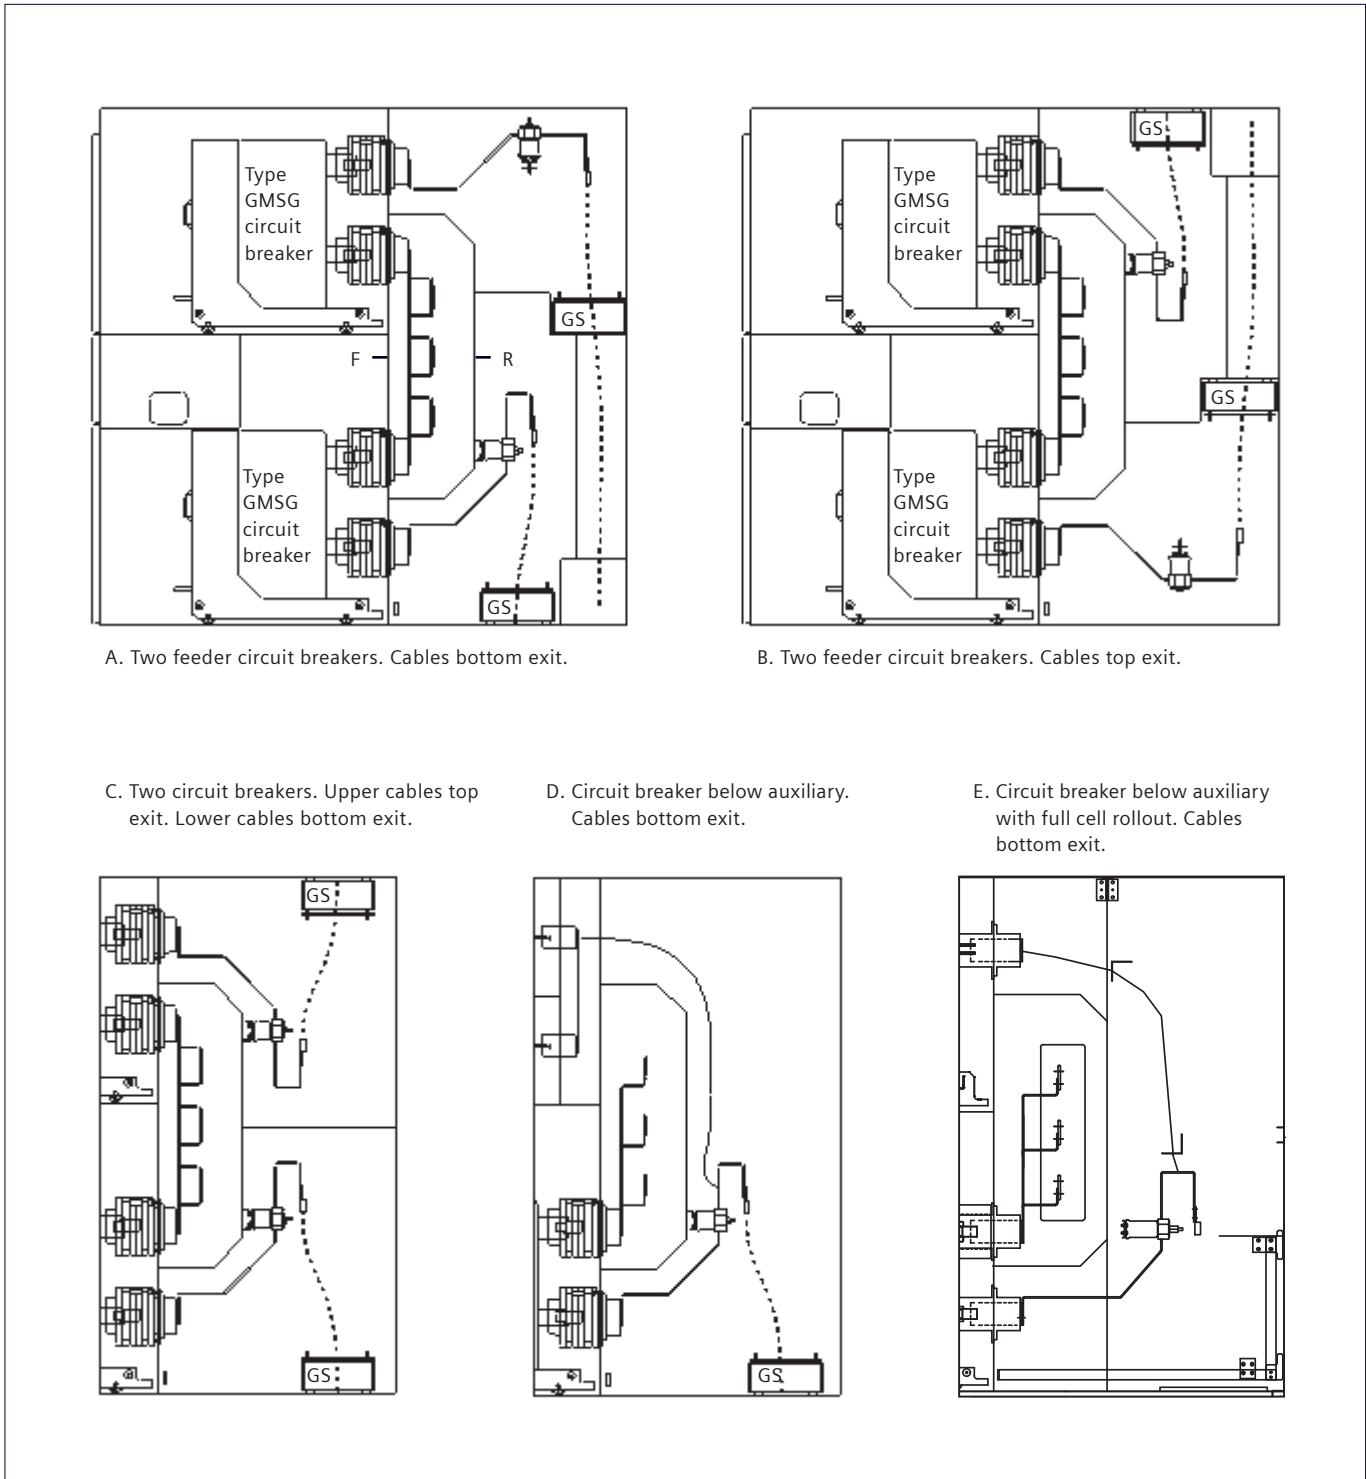 Type
GMSG
circuit
breaker
GS
F
R
Type
GMSG
circuit
breaker
GS
A. Two feeder circuit breakers. Cables bottom exit.
GS
Type
GMSG
circuit
breaker
GS
Type
GMSG
circuit
breaker
B. Two feeder circuit breakers. Cables top exit.
C. Two circuit breakers. Upper cables top
exit. Lower cables bottom exit.
GS
GS
D. Circuit breaker below auxiliary.
Cables bottom exit.
GS
E. Circuit breaker below auxiliary
with full cell rollout. Cables
bottom exit.